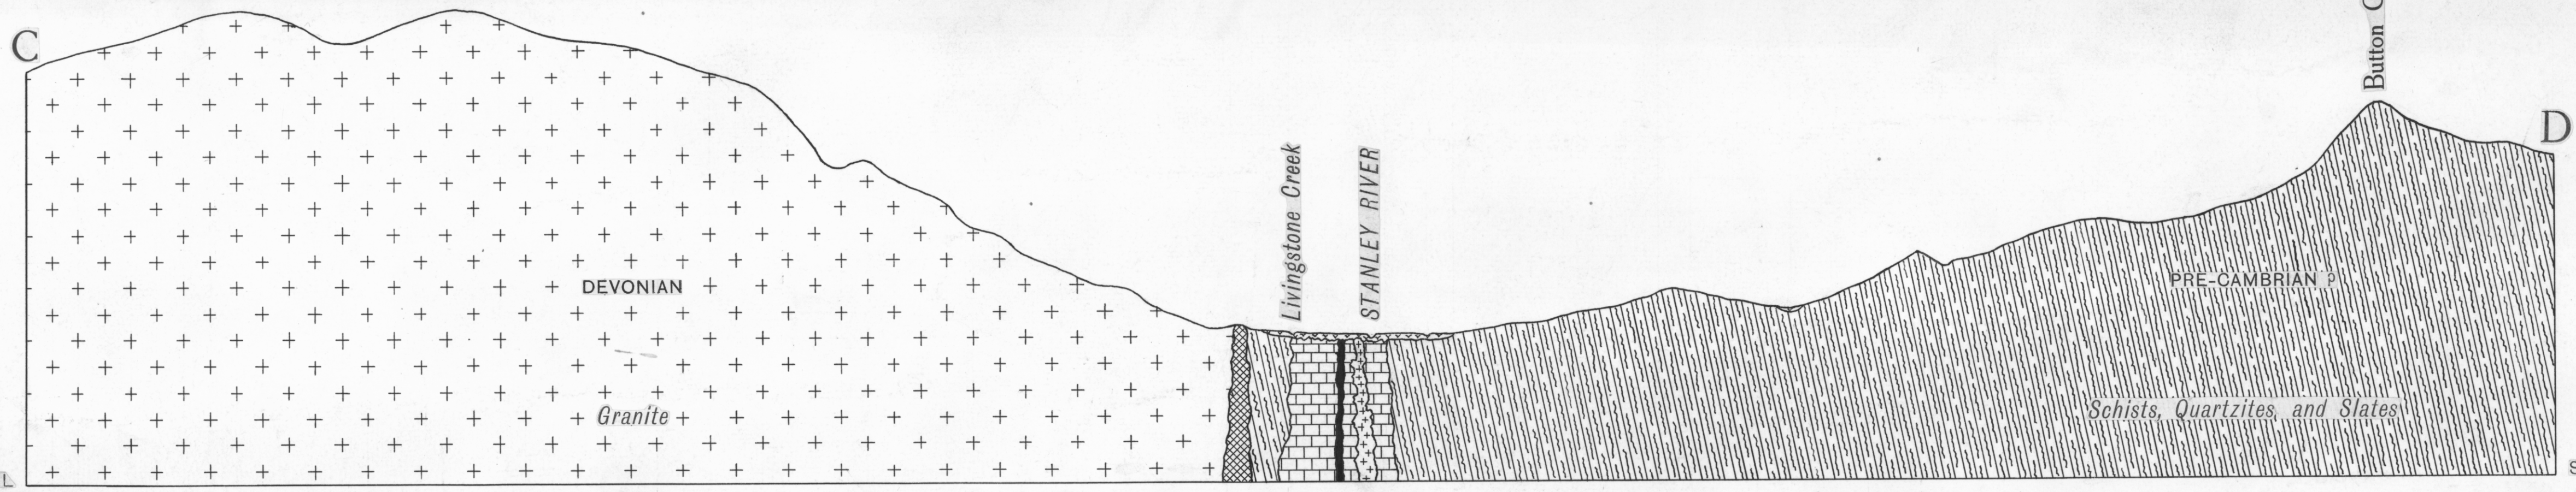 C
Button
D
Livingstone Creek
STANLEY RIVER
DEVONIAN
PRE-CAMBRIAN ?
Granite
Schists, Quartzites, and Slates
L
S